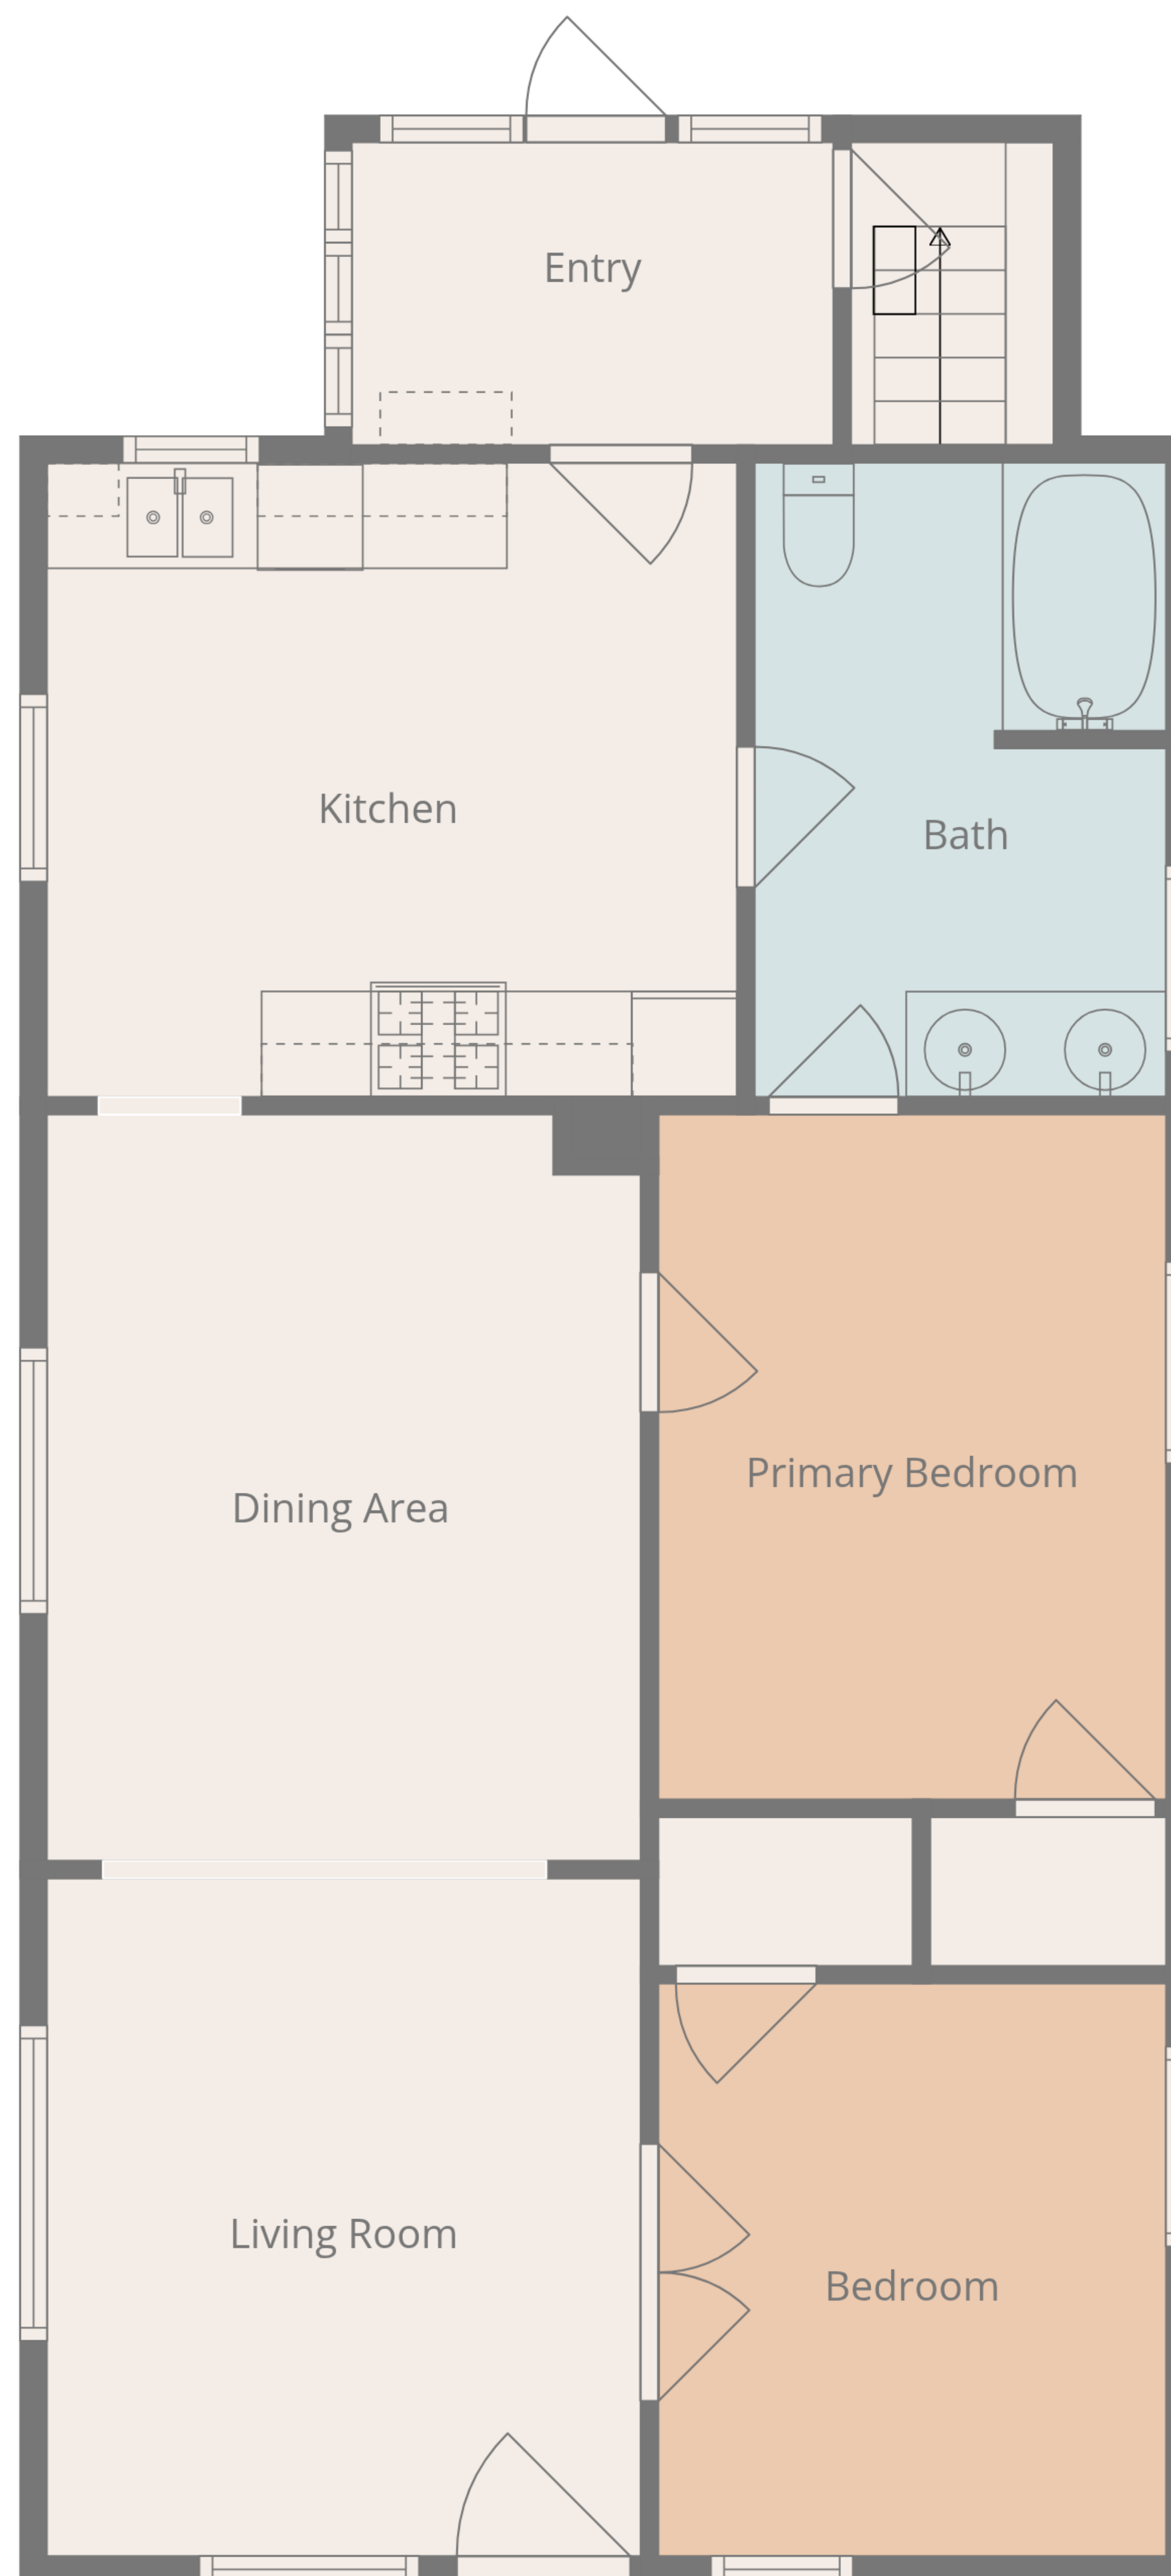 Entry
Kitchen
Bath
Primary Bedroom
Dining Area
Living Room
Bedroom